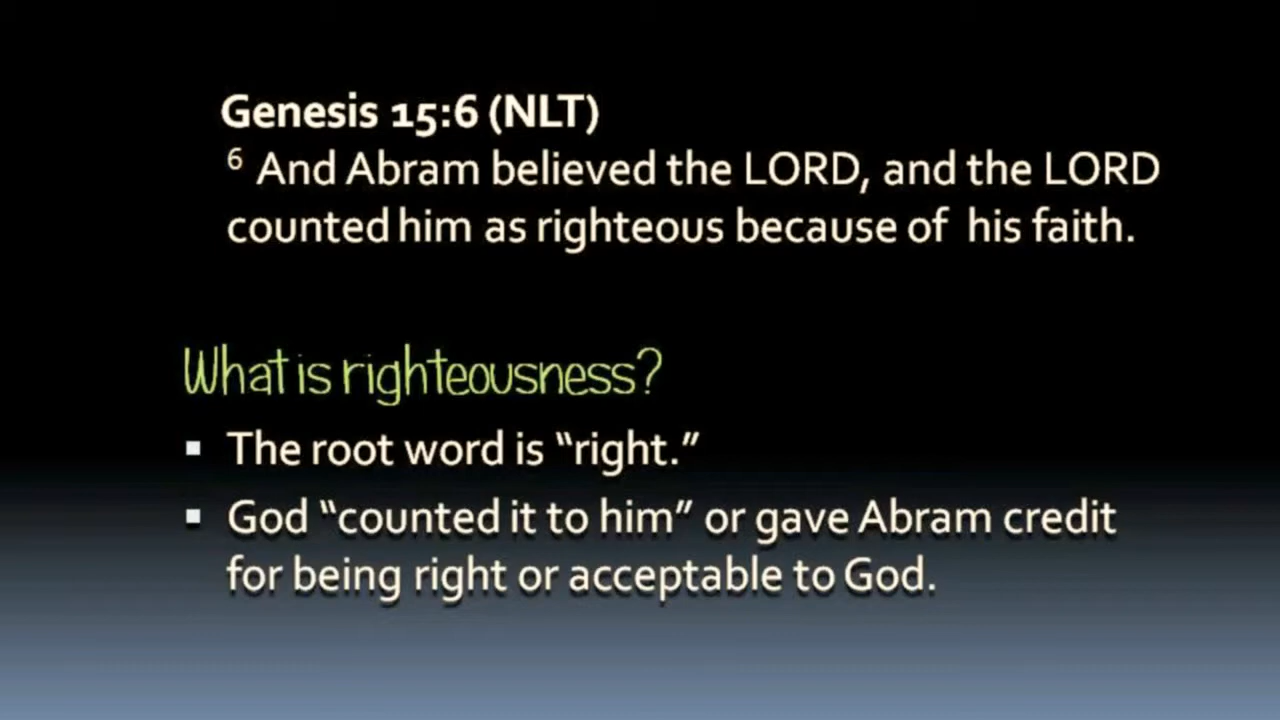 Genesis 15:6 (NLT)
6 And Abram believed the LORD, and the LORD
counted him as righteous because of his faith.
What is righteousness?
▪ The root word is “right.”
▪ God “counted it to him” or gave Abram credit
for being right or acceptable to God.